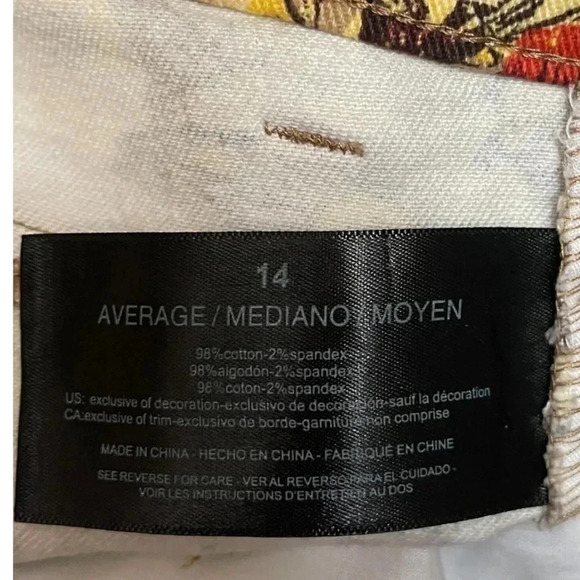 14
AVERAGE / MEDIANO / MOYEN
98%cotton-2%spandex
98%algodón-2%spandex
98%coton-2%spandex
US: exclusive of decoration-exclusivo de decoración-sauf la décoration
CA:exclusive of trim-exclusivo de borde-garniture non comprise
MADE IN CHINA - HECHO EN CHINA - FABRIQUE EN CHINE
SEE REVERSE FOR CARE - VER AL REVERSO PARA EL CUIDADO -
VOIR LES INSTRUCTIONS D'ENTRETIEN AU DOS